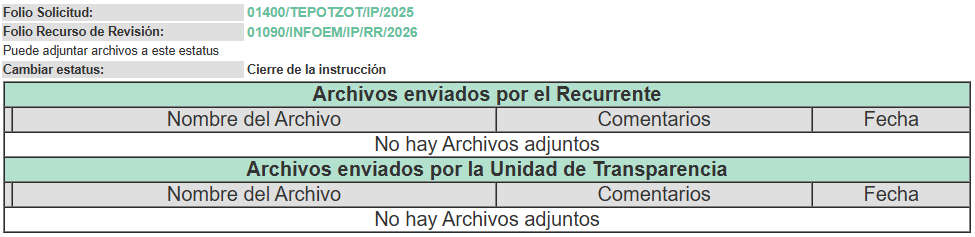 Folio Solicitud: 01400/TEPOTZOT/IP/2025
Folio Recurso de Revisión: 01090/INFOEM/IP/RR/2026
Puede adjuntar archivos a este estatus
Cambiar estatus: Cierre de la instrucción
Archivos enviados por el Recurrente
Nombre del Archivo Comentarios Fecha
No hay Archivos adjuntos
Archivos enviados por la Unidad de Transparencia
Nombre del Archivo Comentarios Fecha
No hay Archivos adjuntos